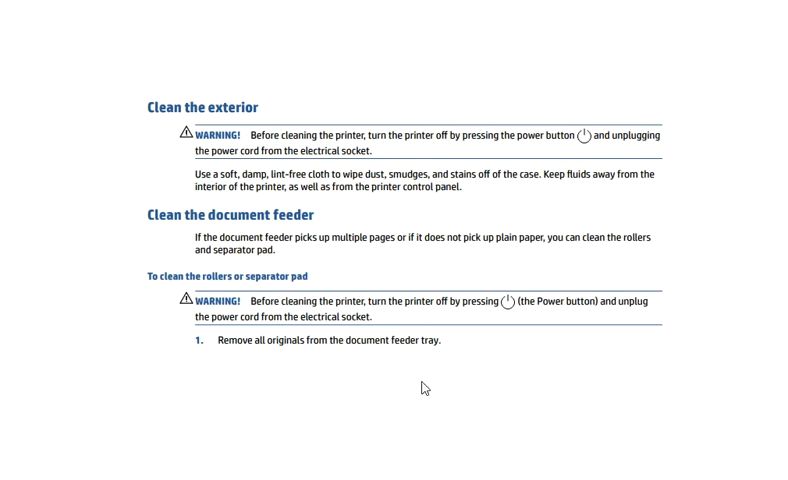 Clean the exterior
WARNING! Before cleaning the printer, turn the printer off by pressing the power button and unplugging
the power cord from the electrical socket.
Use a soft, damp, lint-free cloth to wipe dust, smudges, and stains off of the case. Keep fluids away from the
interior of the printer, as well as from the printer control panel.
Clean the document feeder
If the document feeder picks up multiple pages or if it does not pick up plain paper, you can clean the rollers
and separator pad.
To clean the rollers or separator pad
WARNING! Before cleaning the printer, turn the printer off by pressing (the Power button) and unplug
the power cord from the electrical socket.
1. Remove all originals from the document feeder tray.